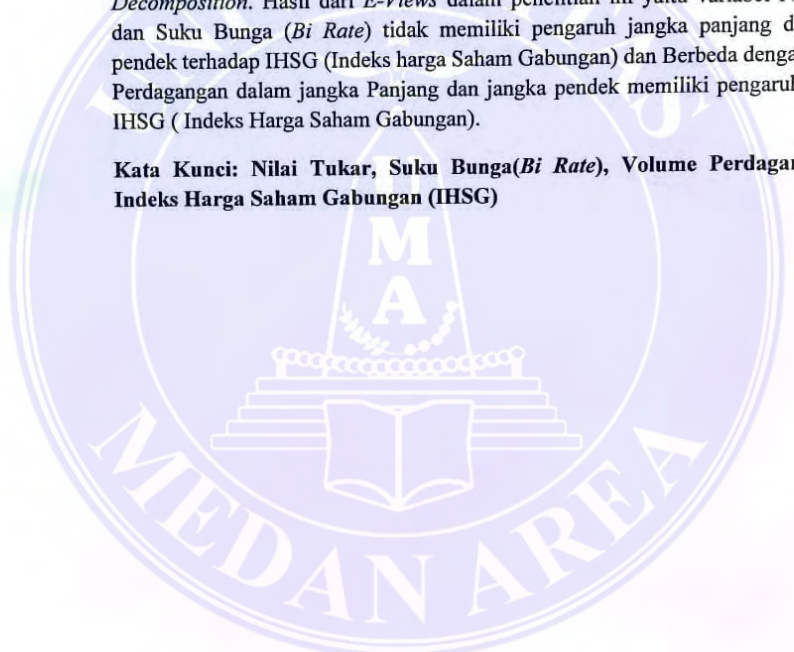 Decomposition. Hasil dari E-Views dalam penelitian ini yaitu variabel
dan Suku Bunga (Bi Rate) tidak memiliki pengaruh jangka panjang d
pendek terhadap IHSG (Indeks harga Saham Gabungan) dan Berbeda denga
Perdagangan dalam jangka Panjang dan jangka pendek memiliki pengaruh
IHSG ( Indeks Harga Saham Gabungan).
Kata Kunci: Nilai Tukar, Suku Bunga(Bi Rate), Volume Perdagan
Indeks Harga Saham Gabungan (IHSG)
M
A
MEDAN AREA